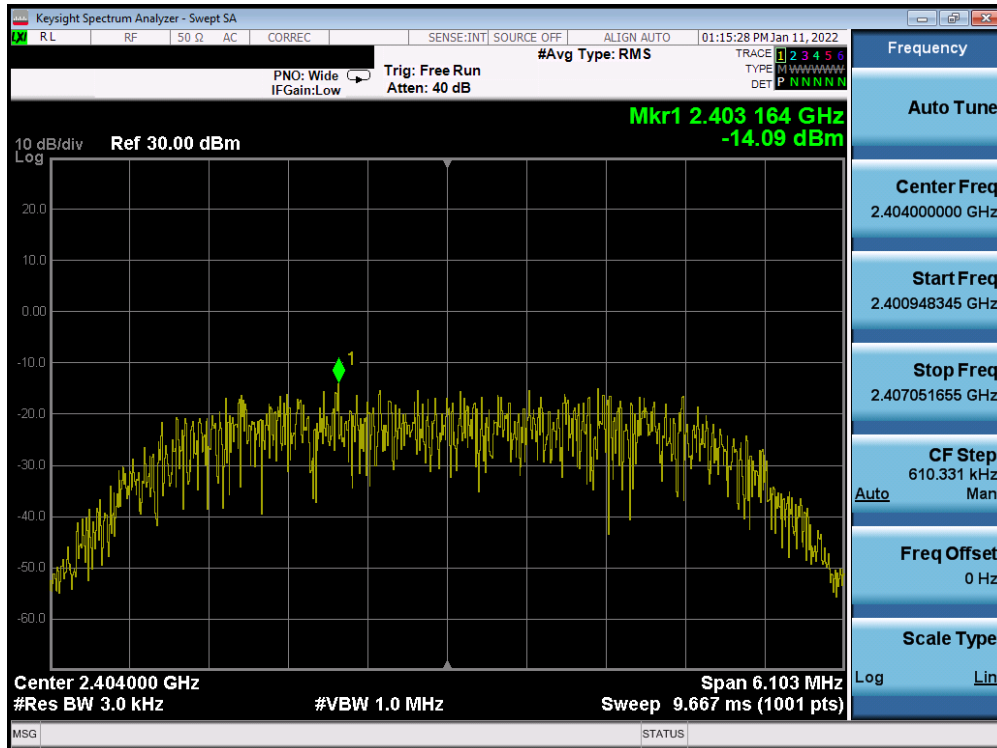 Keysight Spectrum Analyzer - Swept SA
LXI RL RF 50 Ω AC CORREC SENSE:INT SOURCE OFF ALIGN AUTO 01:15:28 PM Jan 11, 2022
#Avg Type: RMS
TRACE 1 2 3 4 5 6
PNO: Wide Trig: Free Run
TYPE M W W W W W
IFGain:Low Atten: 40 dB
DET P N N N N N
Mkr1 2.403 164 GHz
-14.09 dBm
10 dB/div Ref 30.00 dBm
Log
20.0
10.0
0.00
-10.0
1
-20.0
-30.0
-40.0
-50.0
-60.0
Center 2.404000 GHz
Span 6.103 MHz
#Res BW 3.0 kHz
#VBW 1.0 MHz
Sweep 9.667 ms (1001 pts)
MSG
STATUS
Frequency
Auto Tune
Center Freq
2.404000000 GHz
Start Freq
2.400948345 GHz
Stop Freq
2.407051655 GHz
CF Step
610.331 kHz
Auto Man
Freq Offset
0 Hz
Scale Type
Log Lin